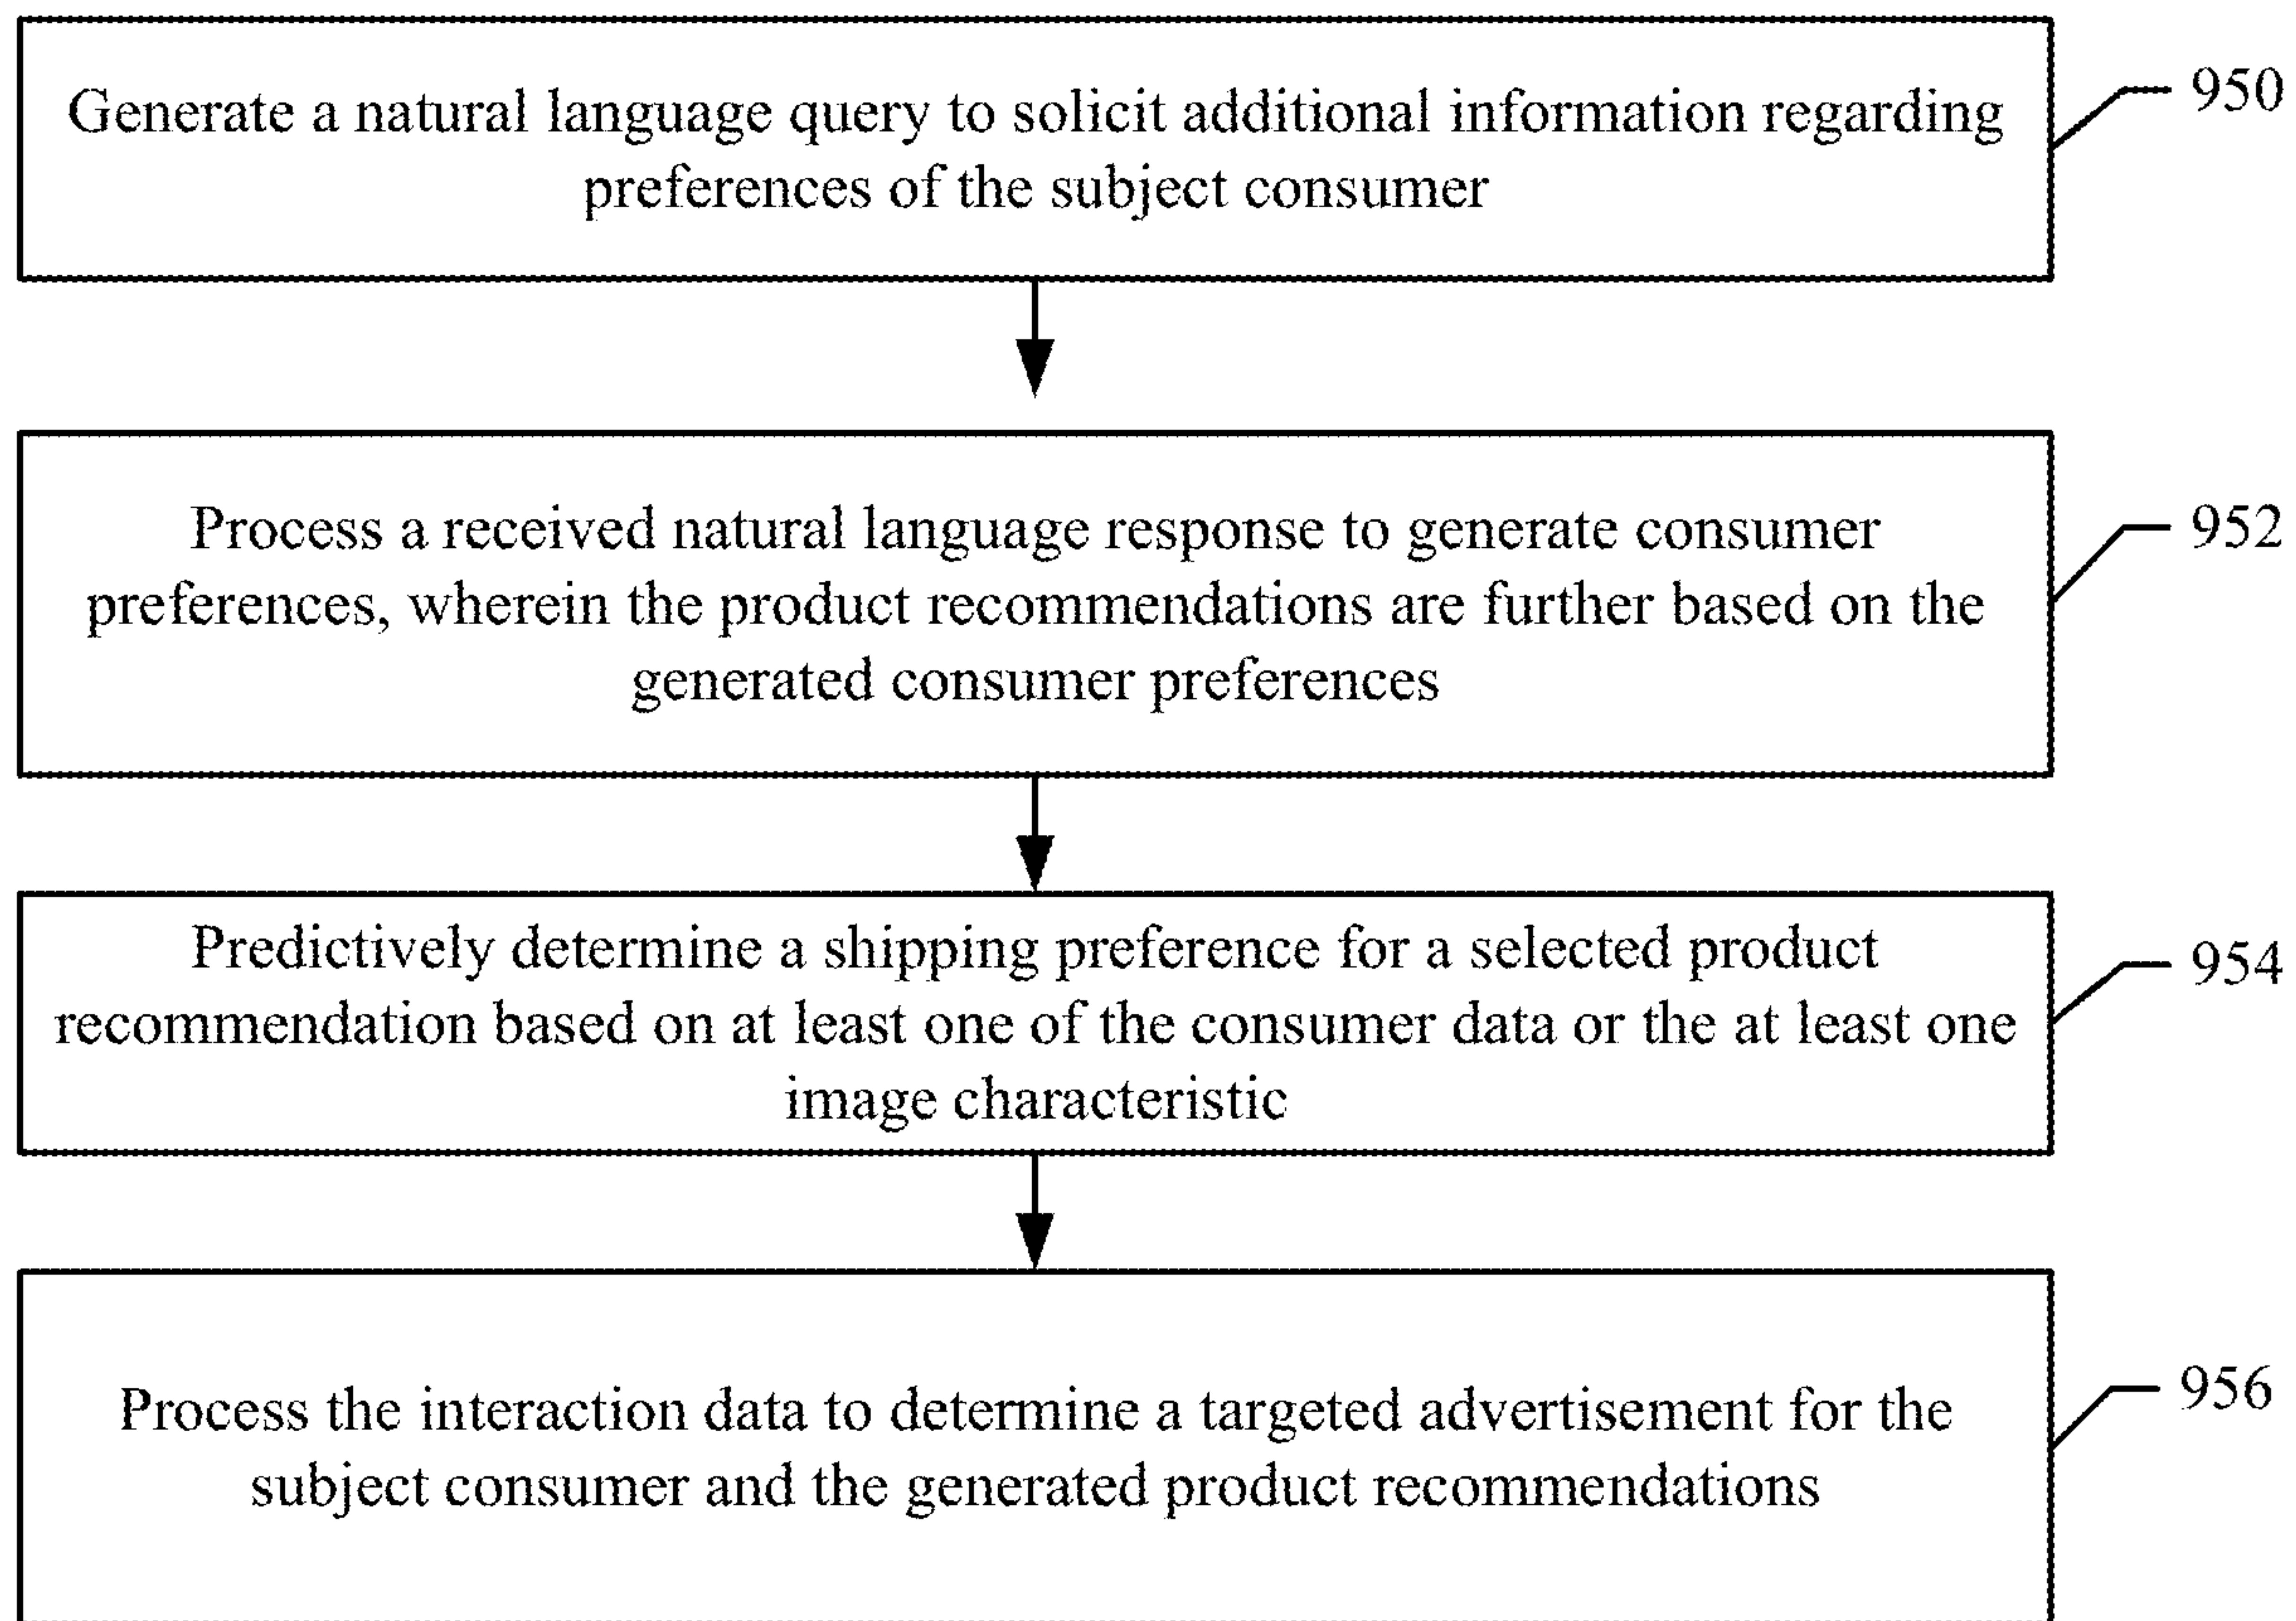 Generate a natural language query to solicit additional information regarding
preferences of the subject consumer
950
Process a received natural language response to generate consumer
preferences, wherein the product recommendations are further based on the
generated consumer preferences
952
Predictively determine a shipping preference for a selected product
recommendation based on at least one of the consumer data or the at least one
image characteristic
954
Process the interaction data to determine a targeted advertisement for the
subject consumer and the generated product recommendations
956